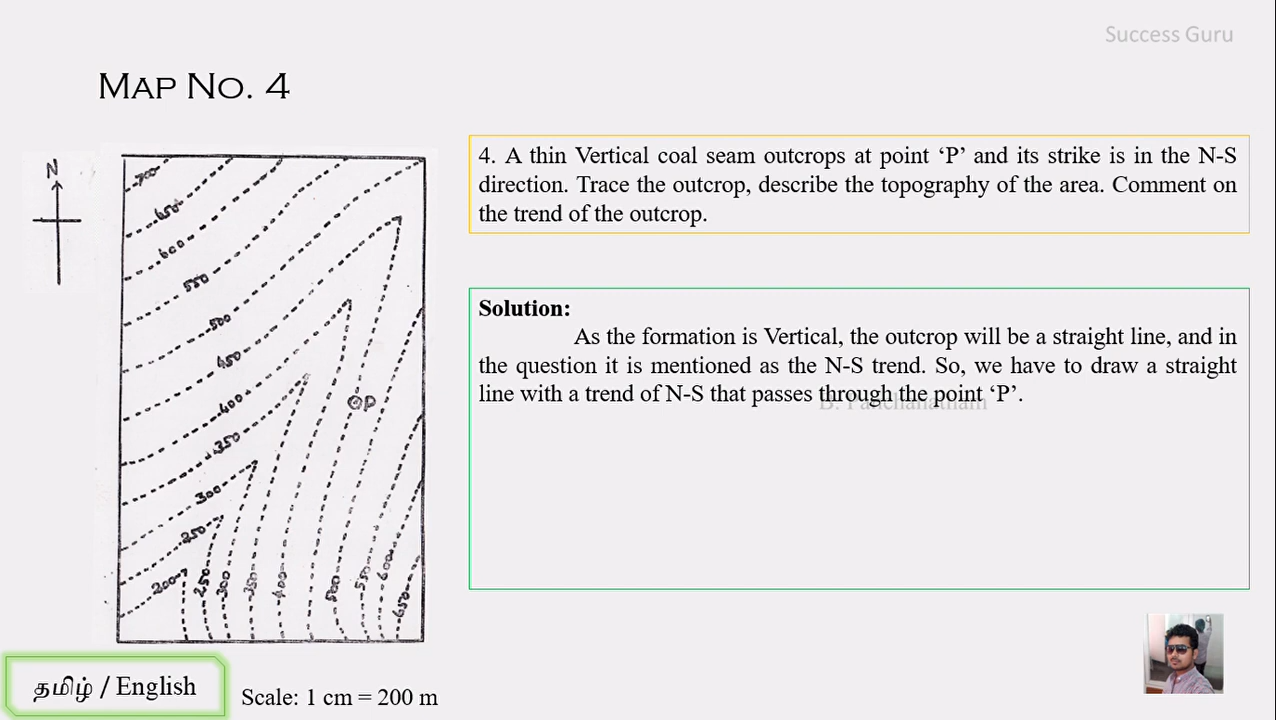 Success Guru
MAP NO. 4
4. A thin Vertical coal seam outcrops at point ‘P’ and its strike is in the N-S
direction. Trace the outcrop, describe the topography of the area. Comment on
the trend of the outcrop.
N
700
650
600
550
500
450
400
350
300
250
200
P
250
300
350
400
500
550
600
650
Solution:
As the formation is Vertical, the outcrop will be a straight line, and in
the question it is mentioned as the N-S trend. So, we have to draw a straight
line with a trend of N-S that passes through the point ‘P’.
B. Panchanatham
தமிழ் / English
Scale: 1 cm = 200 m